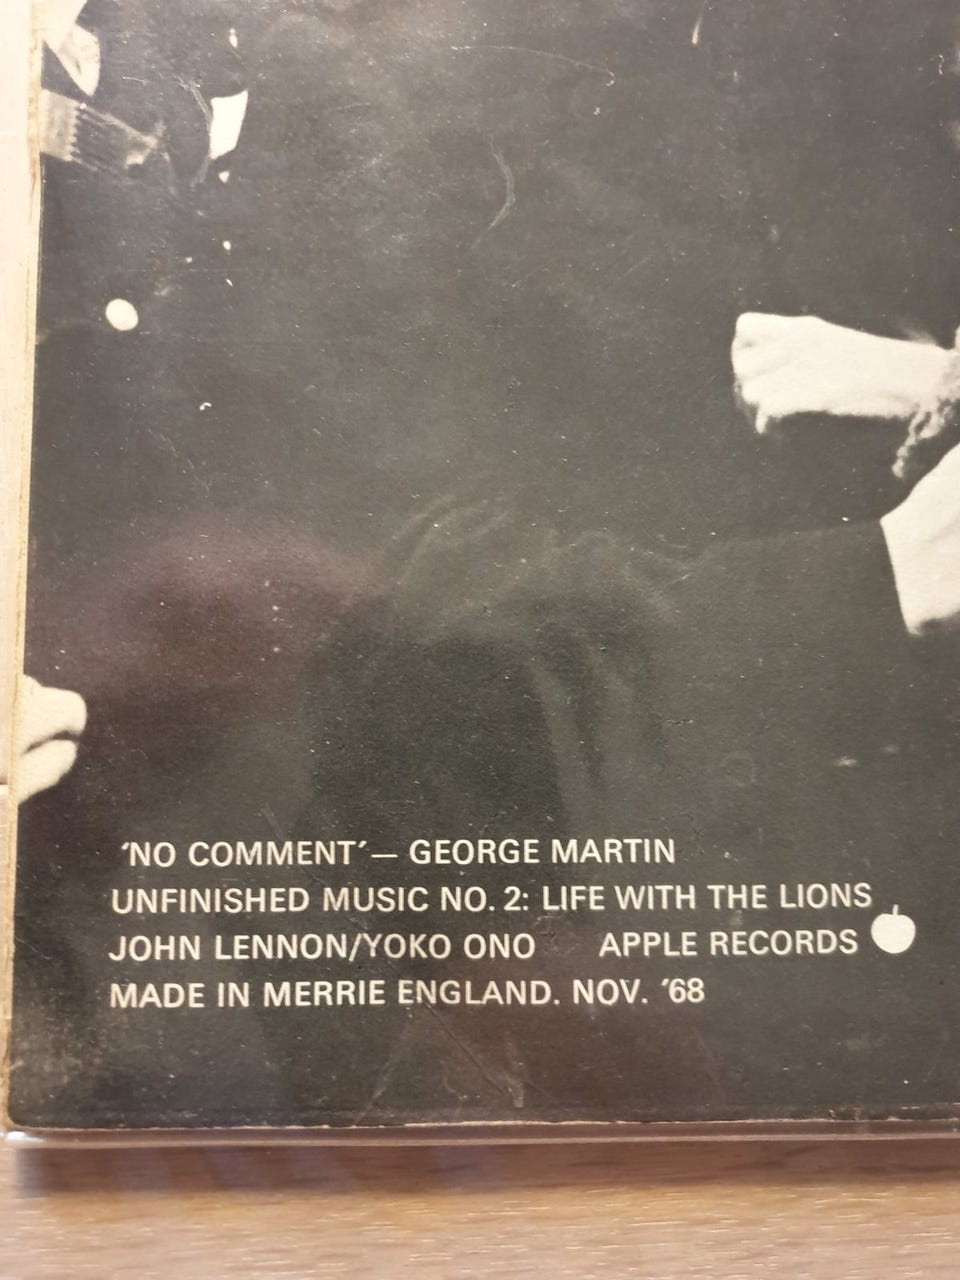 ‘NO COMMENT’— GEORGE MARTIN
UNFINISHED MUSIC NO. 2: LIFE WITH THE LIONS
JOHN LENNON/YOKO ONO APPLE RECORDS
MADE IN MERRIE ENGLAND. NOV. ’68